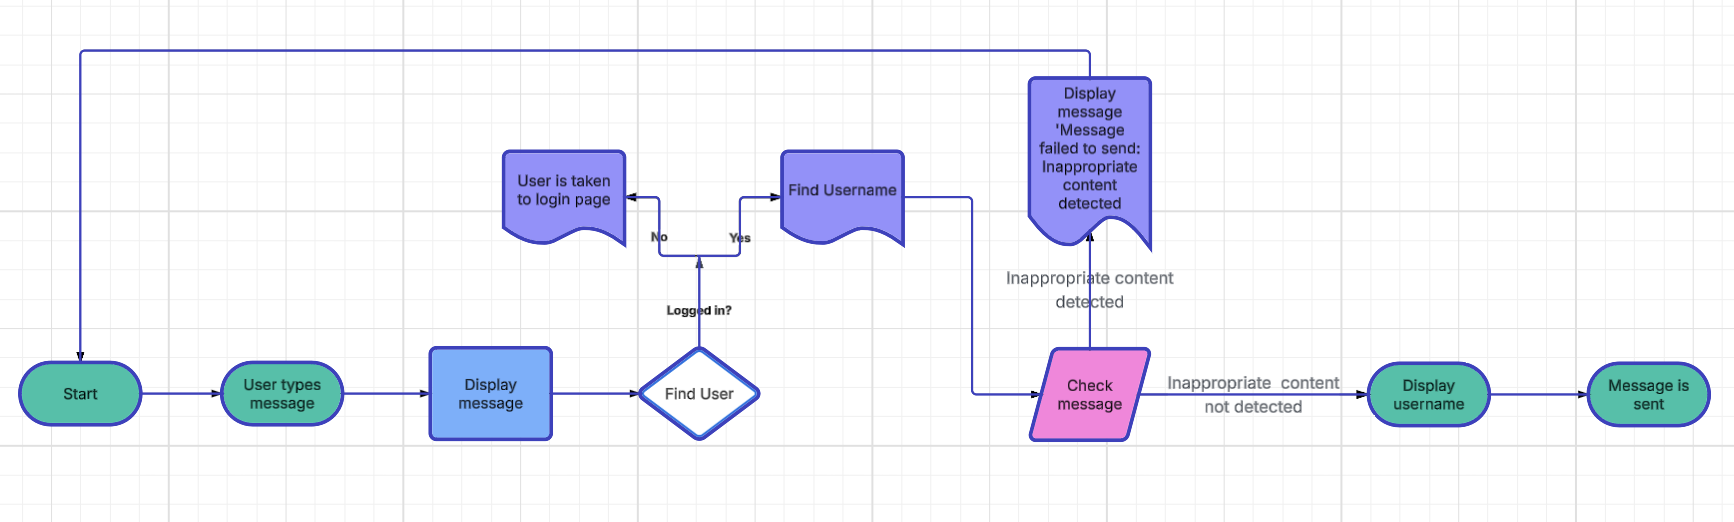 Display
message
'Message
failed to send:
Inappropriate
content
detected
User is taken
to login page
Find Username
No
Yes
Inappropriate content
detected
Logged in?
Start
User types
message
Display
message
Find User
Check
message
Inappropriate  content
not detected
Display
username
Message is
sent